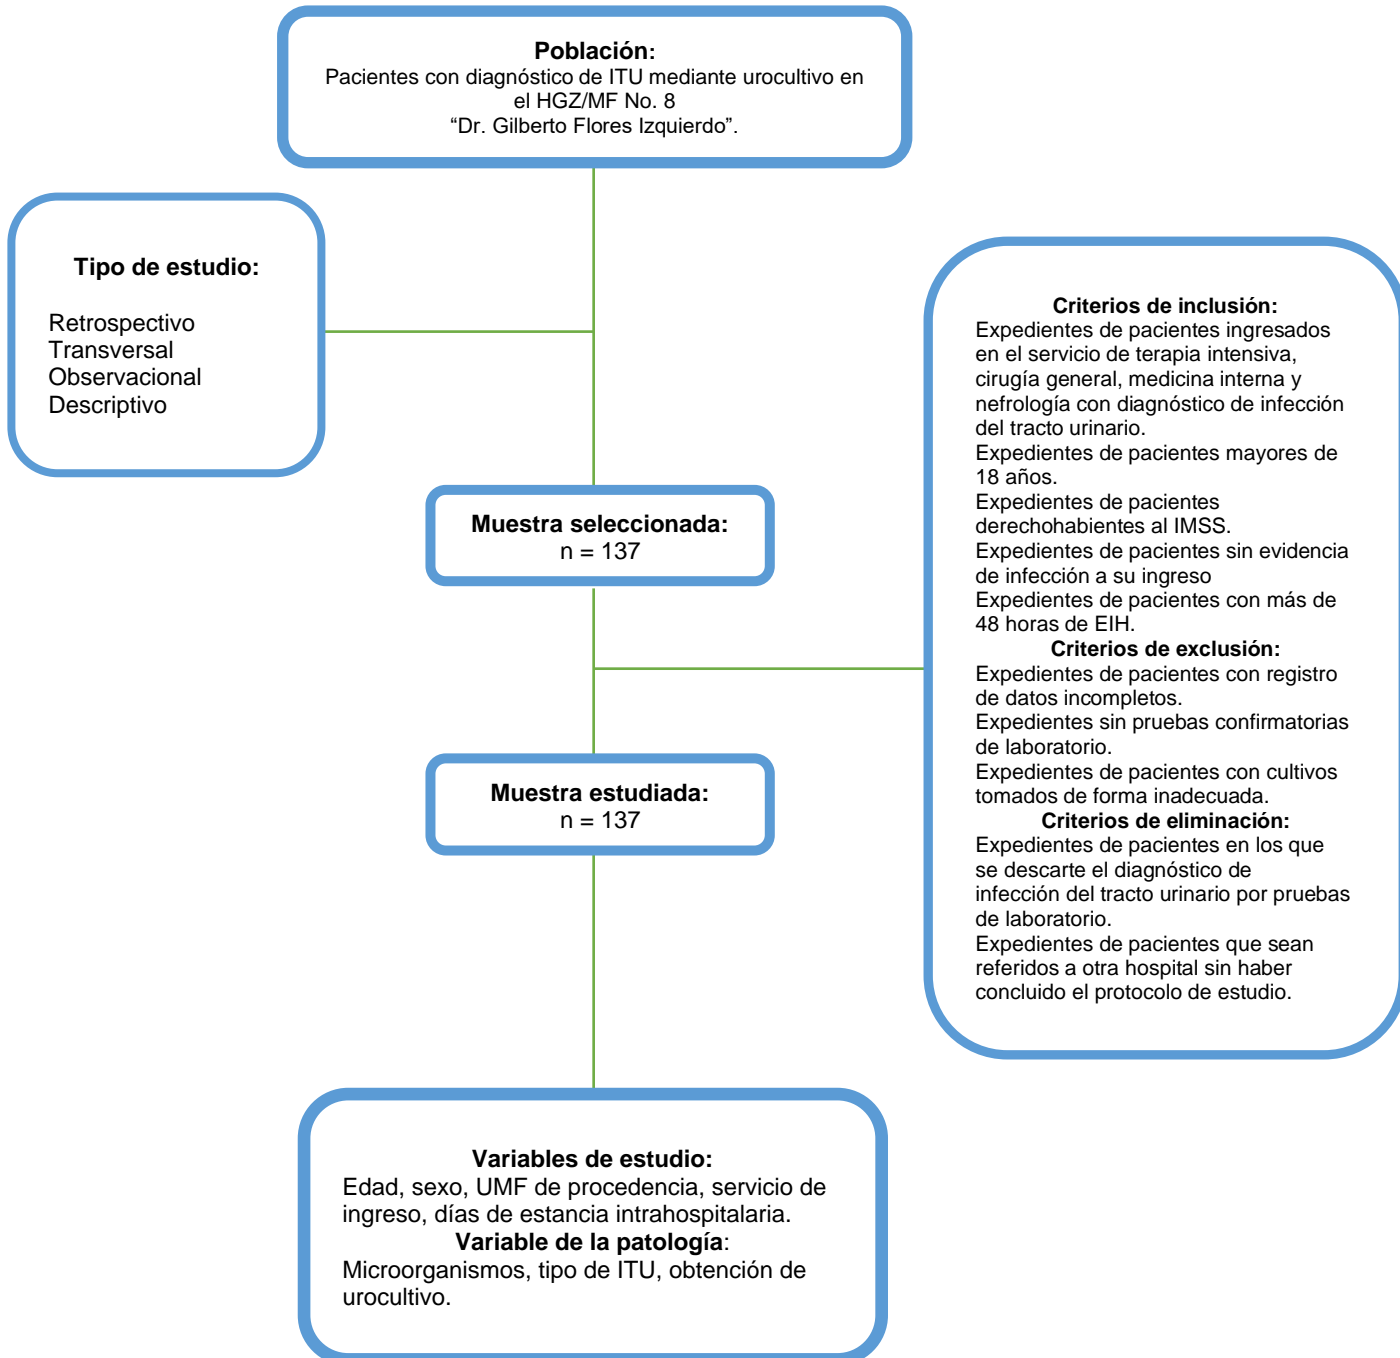 Población:
Pacientes con diagnóstico de ITU mediante urocultivo en
el HGZ/MF No. 8
“Dr. Gilberto Flores Izquierdo”.
Tipo de estudio:
Retrospectivo
Transversal
Observacional
Descriptivo
Criterios de inclusión:
Expedientes de pacientes ingresados
en el servicio de terapia intensiva,
cirugía general, medicina interna y
nefrología con diagnóstico de infección
del tracto urinario.
Expedientes de pacientes mayores de
18 años.
Expedientes de pacientes
derechohabientes al IMSS.
Expedientes de pacientes sin evidencia
de infección a su ingreso
Expedientes de pacientes con más de
48 horas de EIH.
Criterios de exclusión:
Expedientes de pacientes con registro
de datos incompletos.
Expedientes sin pruebas confirmatorias
de laboratorio.
Expedientes de pacientes con cultivos
tomados de forma inadecuada.
Criterios de eliminación:
Expedientes de pacientes en los que
se descarte el diagnóstico de
infección del tracto urinario por pruebas
de laboratorio.
Expedientes de pacientes que sean
referidos a otra hospital sin haber
concluido el protocolo de estudio.
Muestra seleccionada:
n = 137
Muestra estudiada:
n = 137
Variables de estudio:
Edad, sexo, UMF de procedencia, servicio de
ingreso, días de estancia intrahospitalaria.
Variable de la patología:
Microorganismos, tipo de ITU, obtención de
urocultivo.